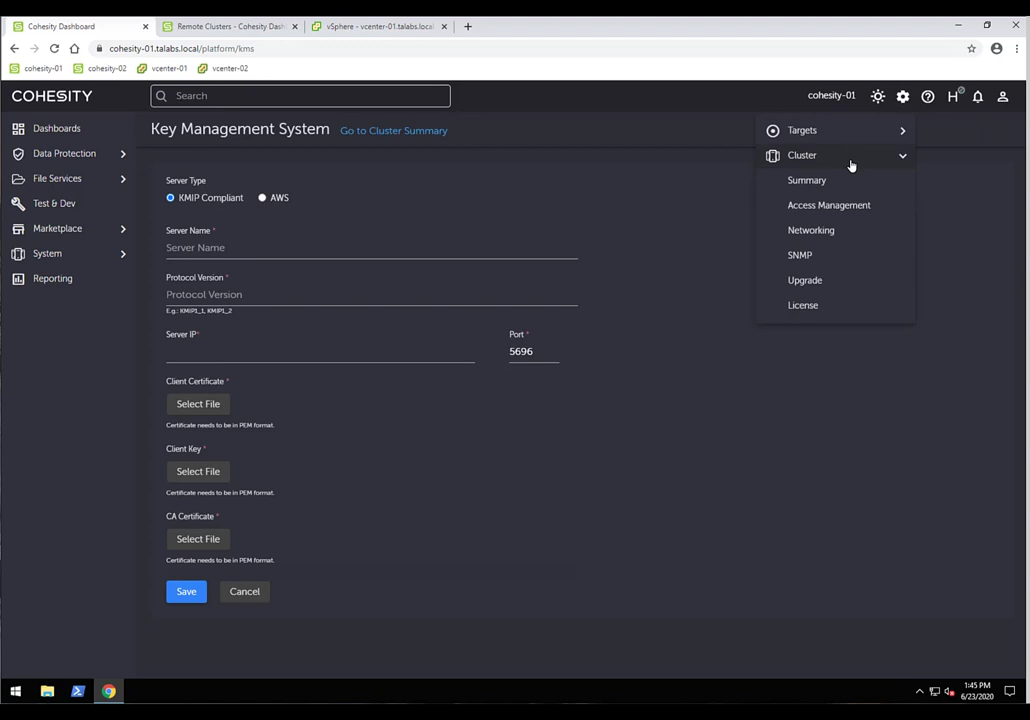 Cohesity Dashboard
Remote Clusters - Cohesity Dash
vSphere - vcenter-01.talabs.local
cohesity-01.talabs.local/platform/kms
cohesity-01
cohesity-02
vcenter-01
vcenter-02
COHESITY
Search
cohesity-01
H
Dashboards
Data Protection
File Services
Test & Dev
Marketplace
System
Reporting
Key Management System
Go to Cluster Summary
Targets
Cluster
Summary
Access Management
Networking
SNMP
Upgrade
License
Server Type
KMIP Compliant
AWS
Server Name *
Server Name
Protocol Version *
Protocol Version
E.g.: KMIP1_1, KMIP1_2
Server IP*
Port *
5696
Client Certificate *
Select File
Certificate needs to be in PEM format.
Client Key *
Select File
Certificate needs to be in PEM format.
CA Certificate *
Select File
Certificate needs to be in PEM format.
Save
Cancel
1:45 PM
6/23/2020